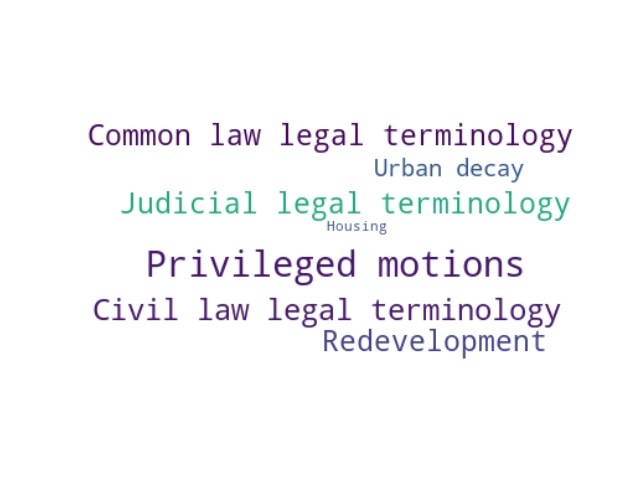 Common law legal terminology
Urban decay
Judicial legal terminology
Housing
Privileged motions
Civil law legal terminology
Redevelopment